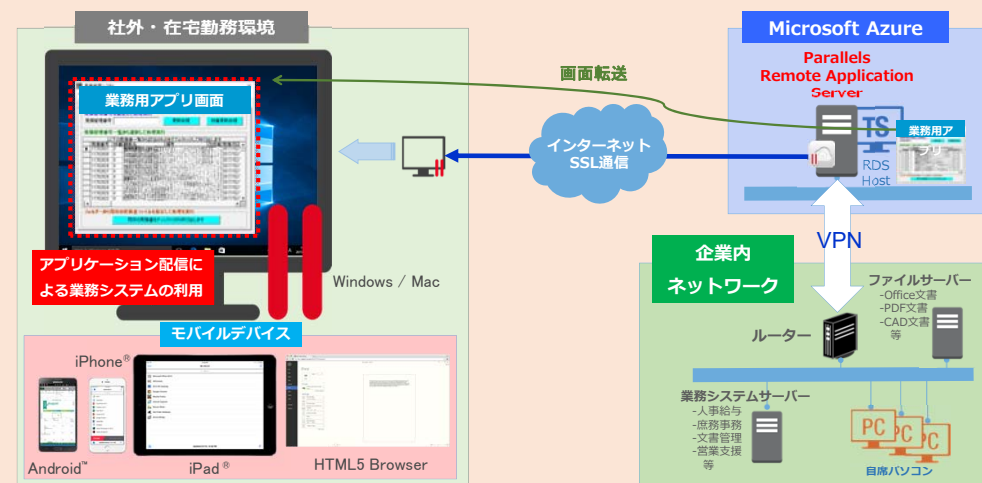 社外・在宅勤務環境
業務用アプリ画面
アプリケーション配信に
よる業務システムの利用
Windows / Mac
モバイルデバイス
iPhone®
Android™
iPad ®
HTML5 Browser
画面転送
インターネット
SSL通信
Microsoft Azure
Parallels
Remote Application
Server
TS
RDS
Host
業務用ア
プリ
VPN
企業内
ネットワーク
ルーター
ファイルサーバー
-Office文書
-PDF文書
-CAD文書
等
業務システムサーバー
-人事給与
-庶務事務
-文書管理
-営業支援
等
PC
PC
PC
自席パソコン